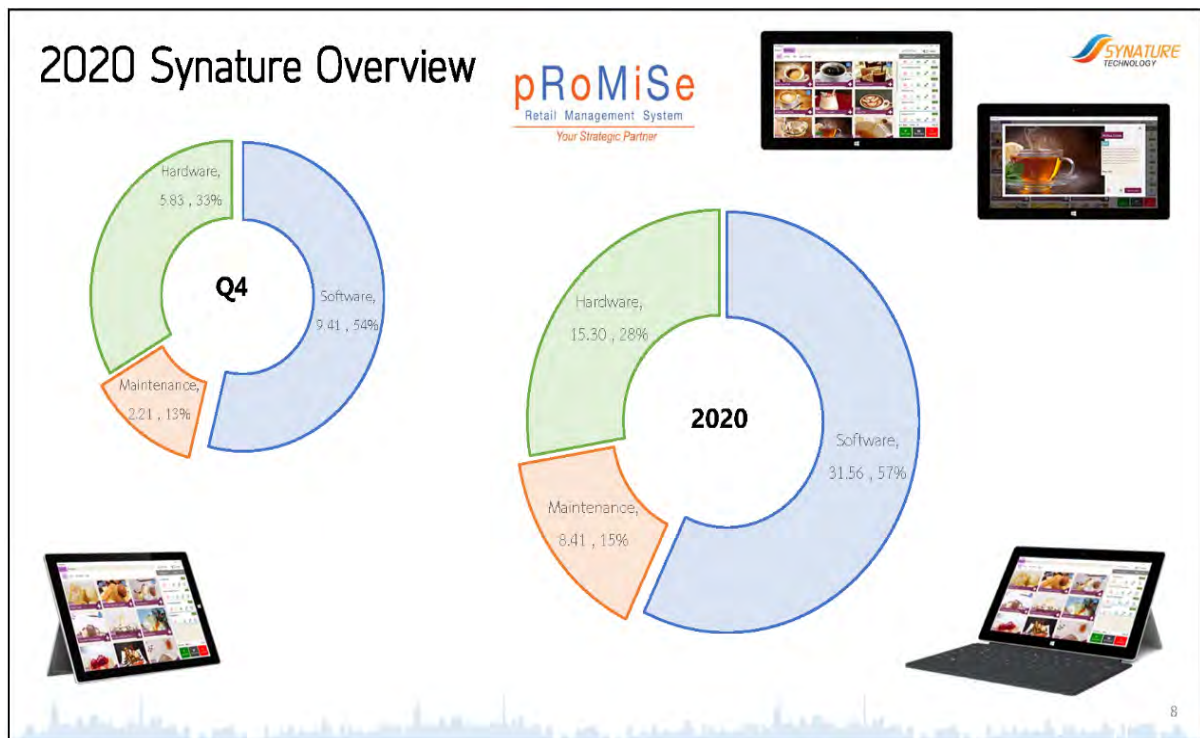 2020 Synature Overview
pRoMiSe
Retail Management System
Your Strategic Partner
SYNATURE
TECHNOLOGY
Hardware,
5.83 , 33%
Q4
Software,
9.41 , 54%
Maintenance,
2.21 , 13%
Hardware,
15.30 , 28%
2020
Software,
31.56 , 57%
Maintenance,
8.41 , 15%
8